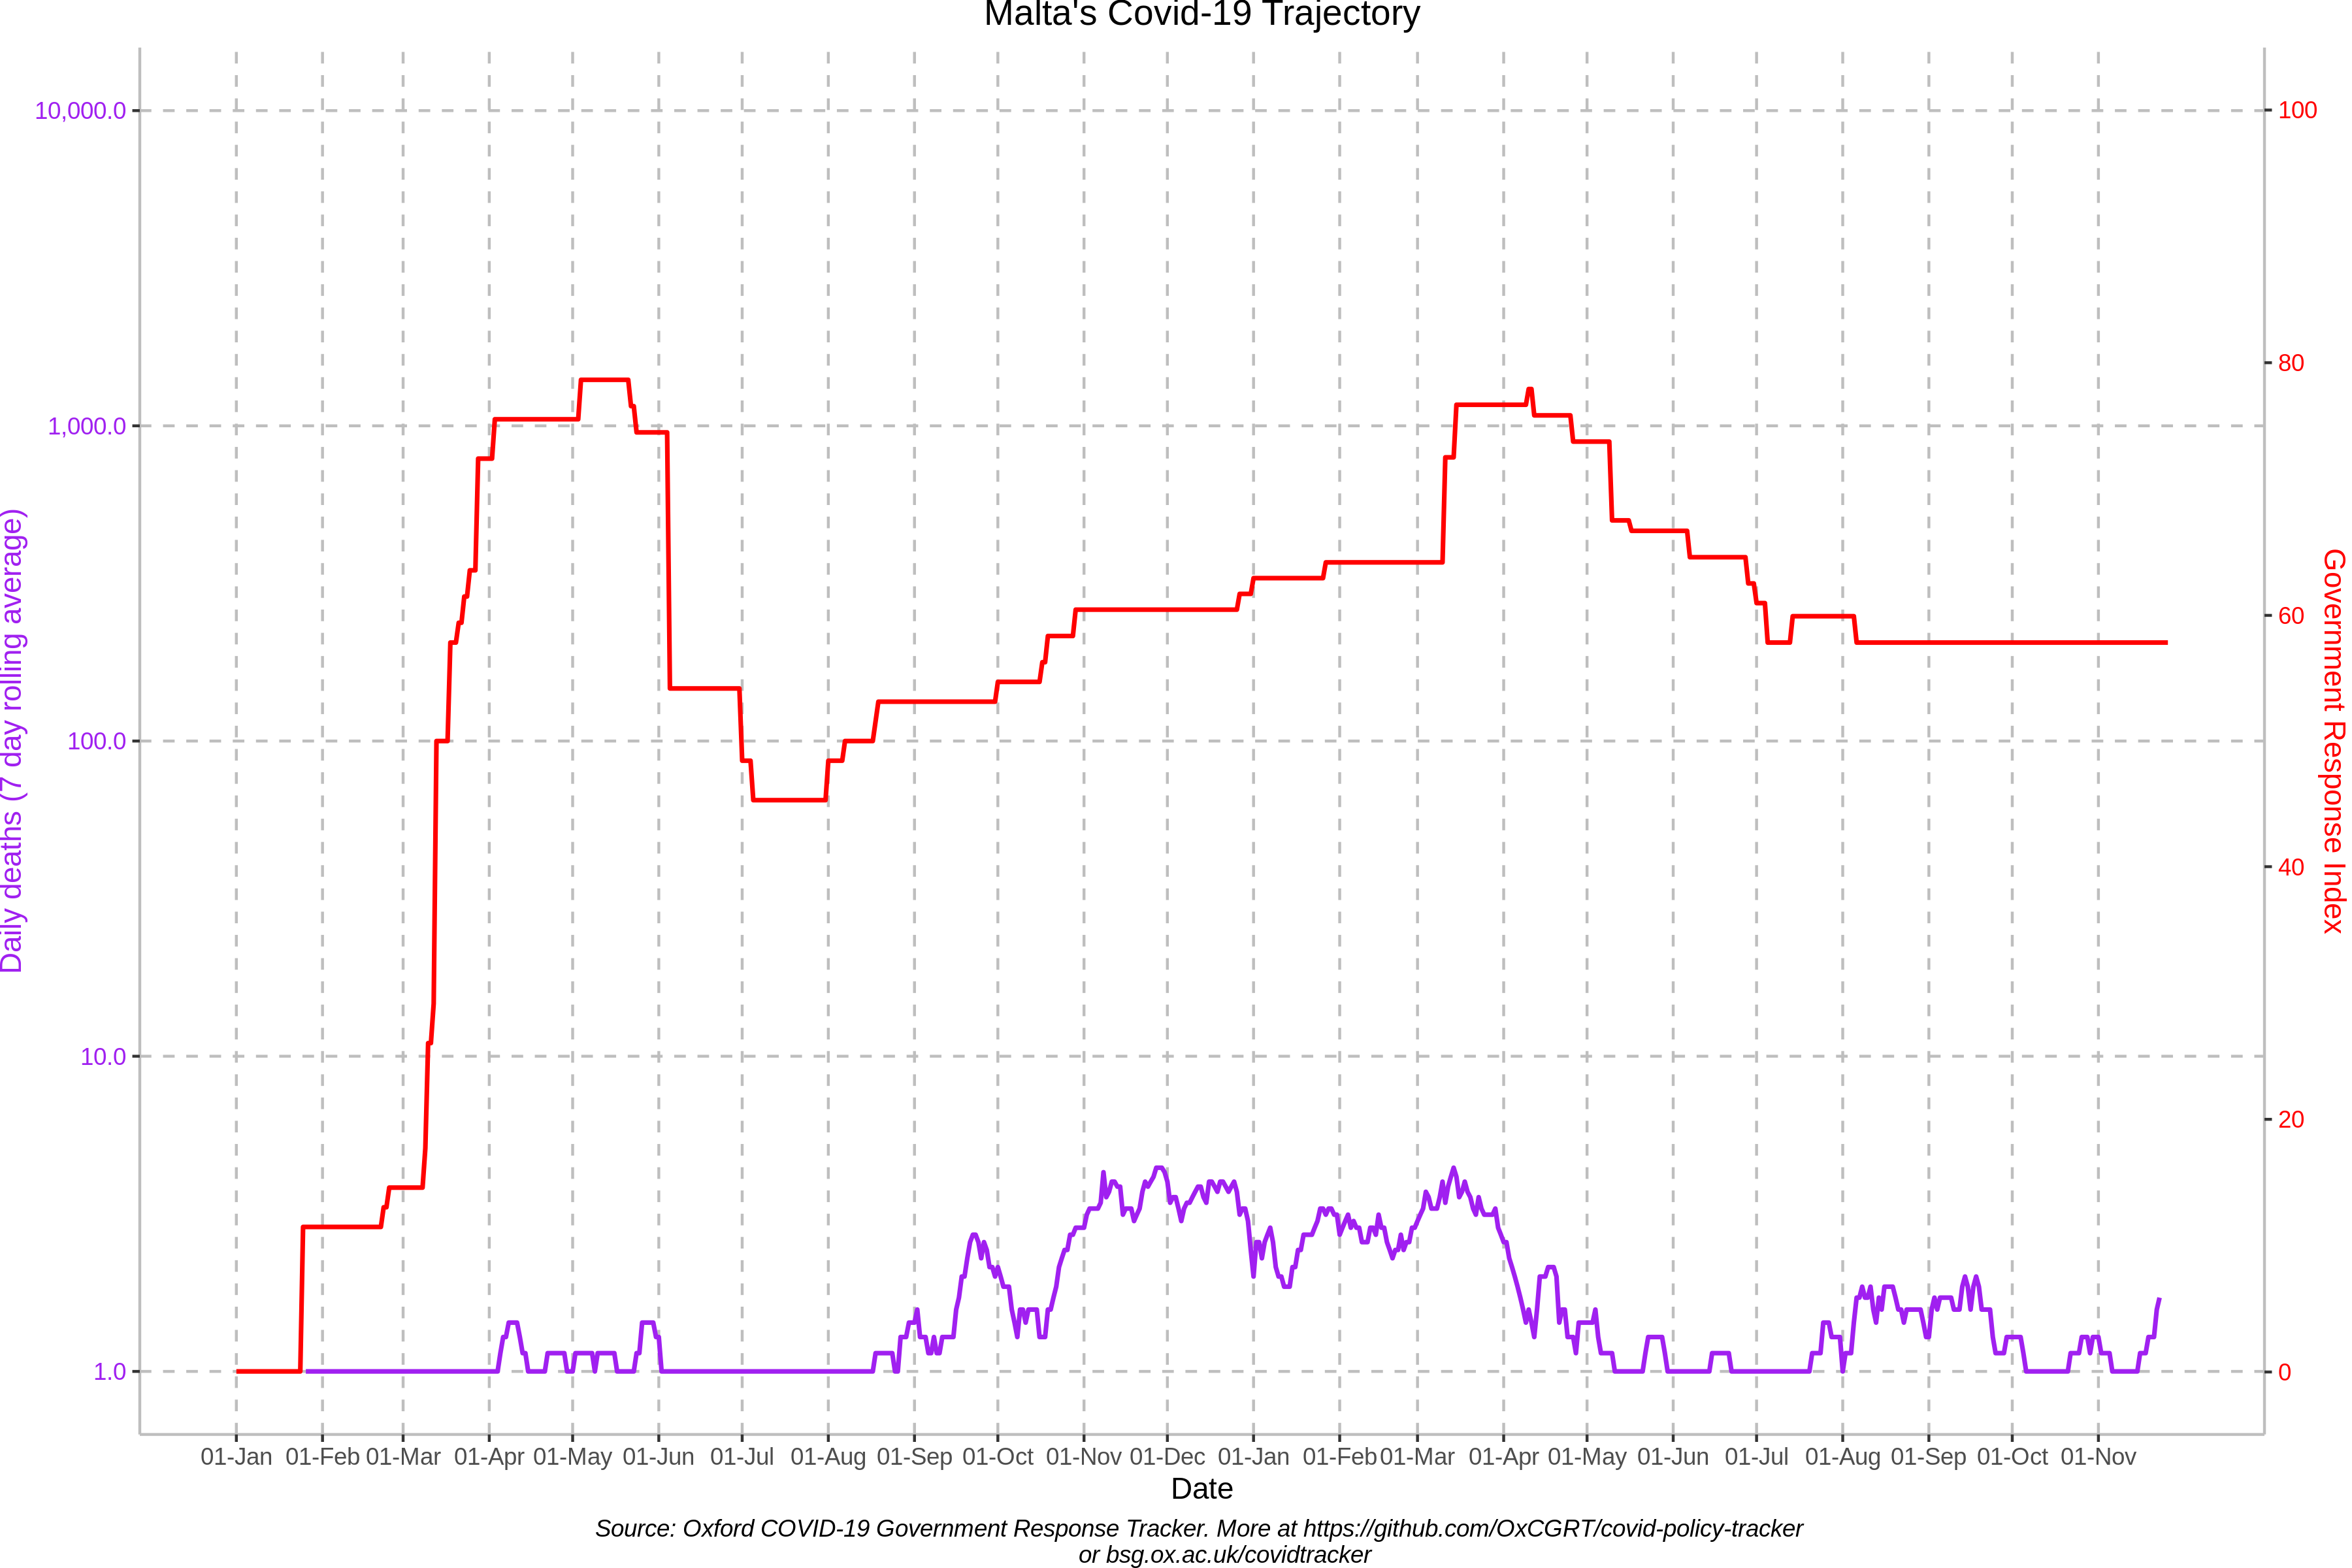 Malta's Covid-19 Trajectory
10,000.0
1,000.0
100.0
10.0
1.0
Daily deaths (7 day rolling average)
100
80
60
40
20
0
Government Response Index
01-Jan 01-Feb 01-Mar 01-Apr 01-May 01-Jun 01-Jul 01-Aug 01-Sep 01-Oct 01-Nov 01-Dec 01-Jan 01-Feb 01-Mar 01-Apr 01-May 01-Jun 01-Jul 01-Aug 01-Sep 01-Oct 01-Nov
Date
Source: Oxford COVID-19 Government Response Tracker. More at https://github.com/OxCGRT/covid-policy-tracker
or bsg.ox.ac.uk/covidtracker